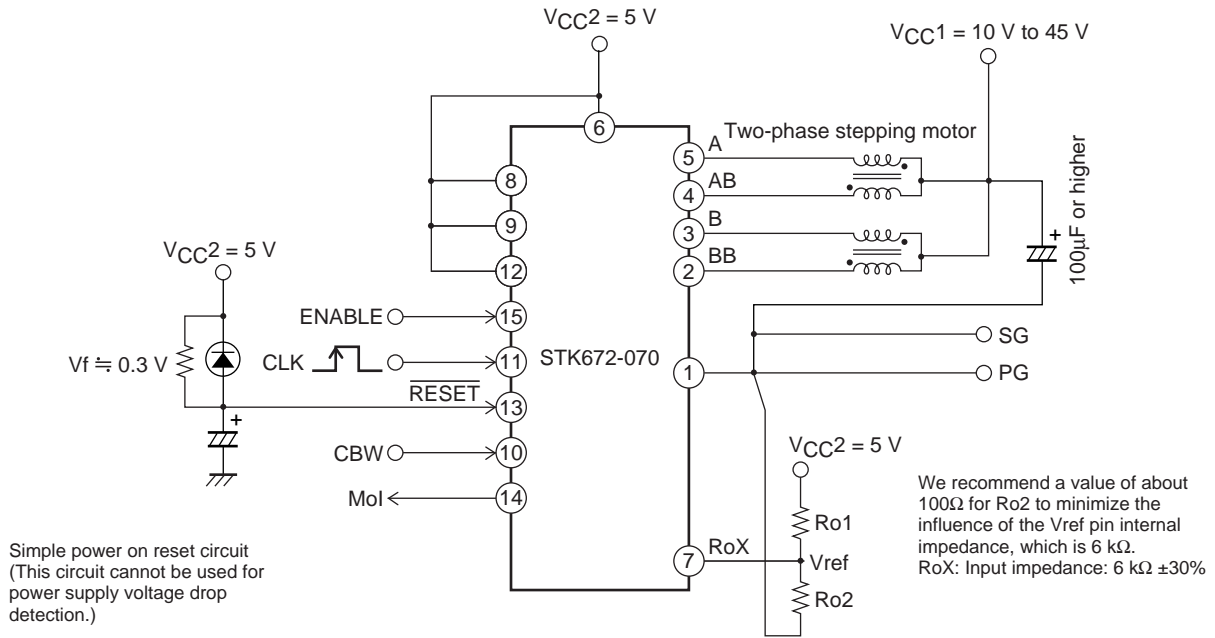 VCC2 = 5 V
VCC1 = 10 V to 45 V
6
Two-phase stepping motor
A
5
8
AB
4
9
B
3
BB
2
12
+
100µF or higher
VCC2 = 5 V
ENABLE
15
SG
Vf ≒ 0.3 V
CLK
11
STK672-070
1
PG
RESET
13
+
CBW
10
VCC2 = 5 V
MoI
14
Ro1
RoX
7
Vref
Ro2
We recommend a value of about
100Ω for Ro2 to minimize the
influence of the Vref pin internal
impedance, which is 6 kΩ.
RoX: Input impedance: 6 kΩ ±30%
Simple power on reset circuit
(This circuit cannot be used for
power supply voltage drop
detection.)